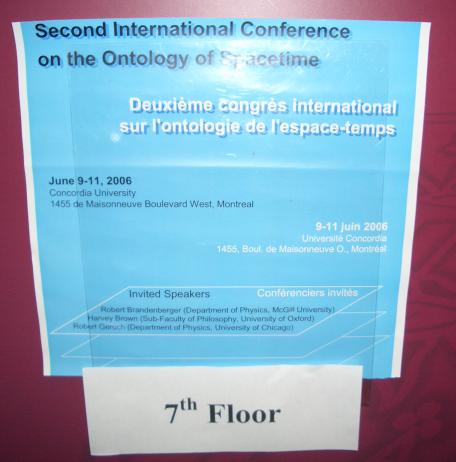 Second International Conference
on the Ontology of Spacetime
Deuxième congrès international
sur l'ontologie de l'espace-temps
June 9-11, 2006
Concordia University
1455 de Maisonneuve Boulevard West, Montreal
9-11 juin 2006
Université Concordia
1455, Boul. de Maisonneuve O., Montréal
Invited Speakers Conférenciers invités
Robert Brandenberger (Department of Physics, McGill University)
Harvey Brown (Sub-Faculty of Philosophy, University of Oxford)
Robert Geroch (Department of Physics, University of Chicago)
7th Floor